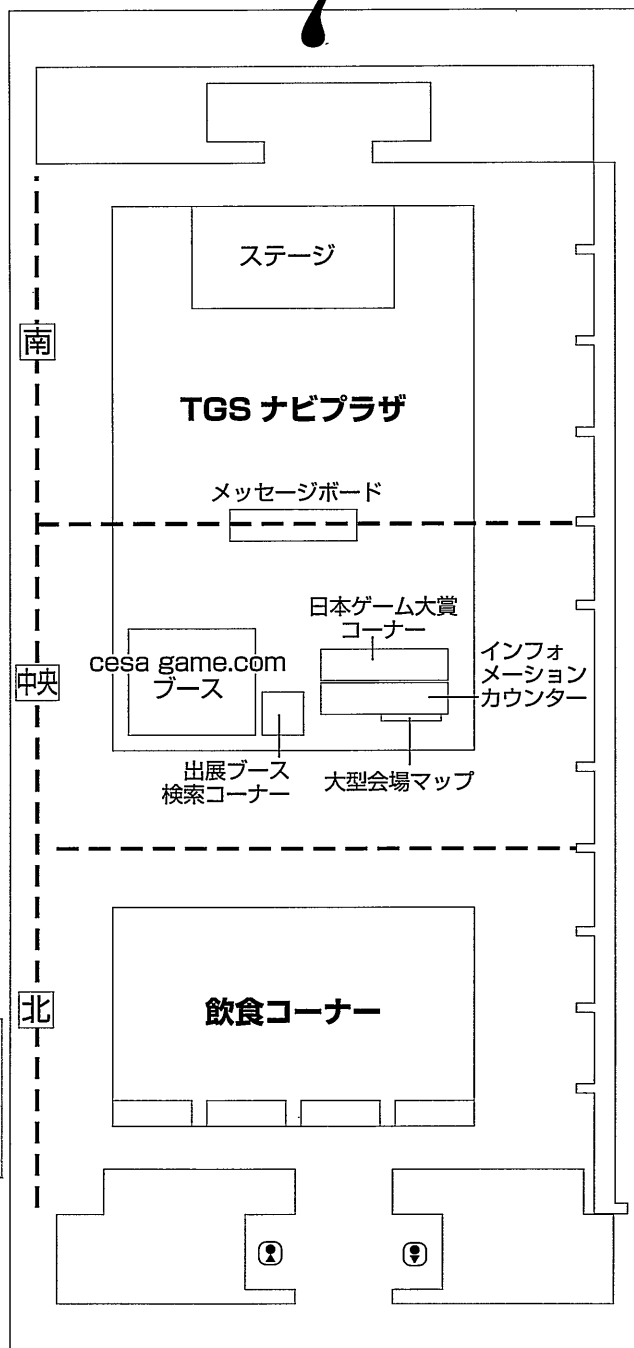 7
ステージ
南
TGS ナビプラザ
メッセージボード
日本ゲーム大賞
コーナー
cesa game.com
ブース
インフォ
メーション
カウンター
中央
出展ブース
検索コーナー
大型会場マップ
北
飲食コーナー